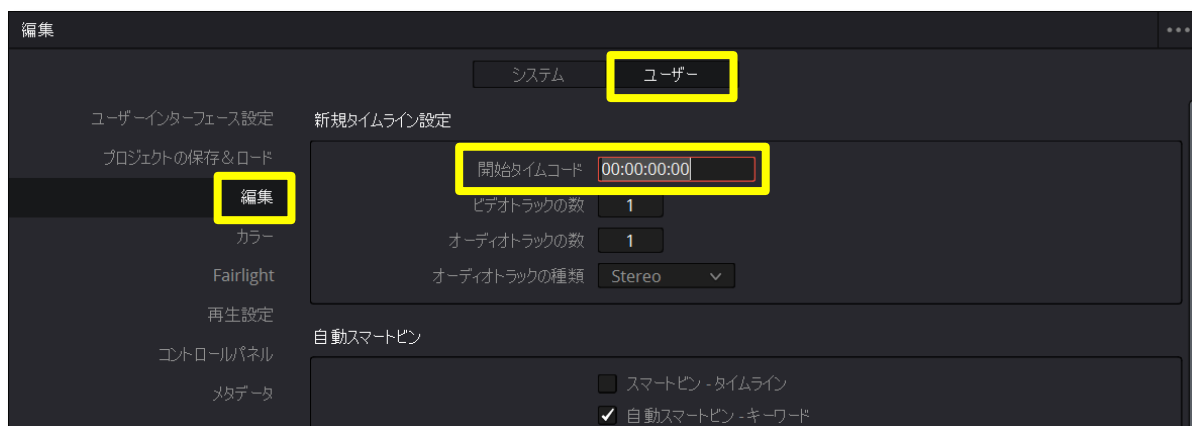 編集
システム
ユーザー
ユーザーインターフェース設定
新規タイムライン設定
プロジェクトの保存&ロード
開始タイムコード 00:00:00:00
編集
ビデオトラックの数 1
カラー
オーディオトラックの数 1
Fairlight
オーディオトラックの種類 Stereo
再生設定
自動スマートビン
コントロールパネル
メタデータ
スマートビン - タイムライン
自動スマートビン - キーワード